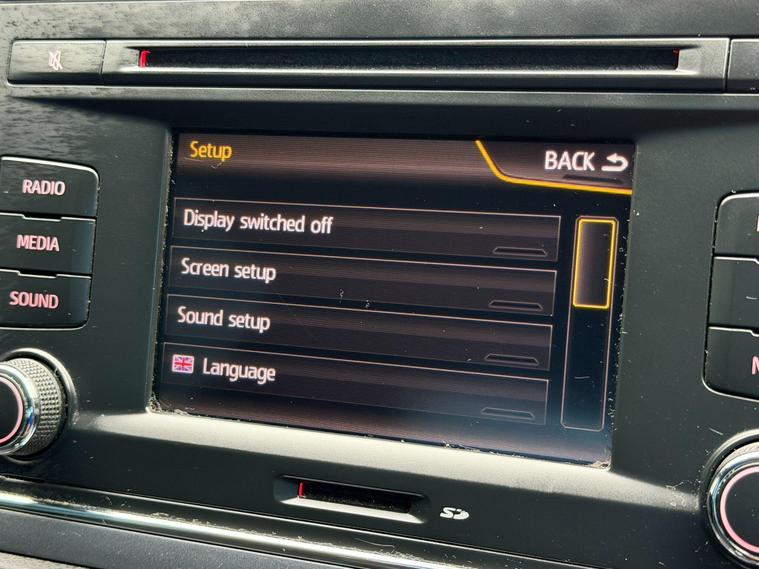 Setup
BACK
RADIO
MEDIA
SOUND
Display switched off
Screen setup
Sound setup
Language
SD